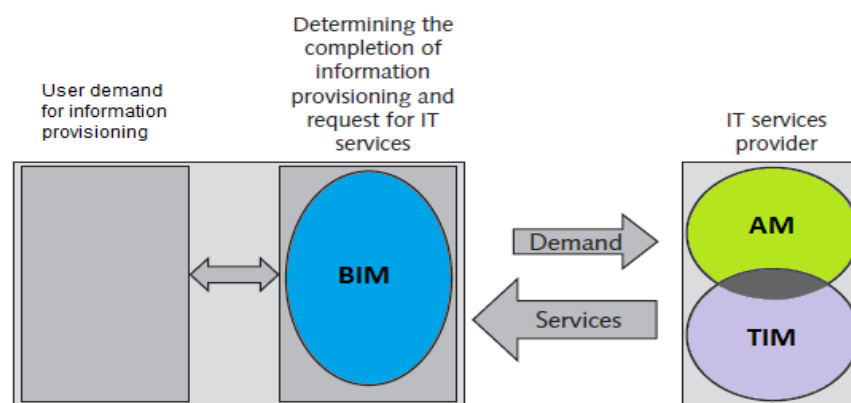 User demand
for information
provisioning
Determining the
completion of
information
provisioning and
request for IT
services
IT services
provider
BIM
Demand
Services
AM
TIM